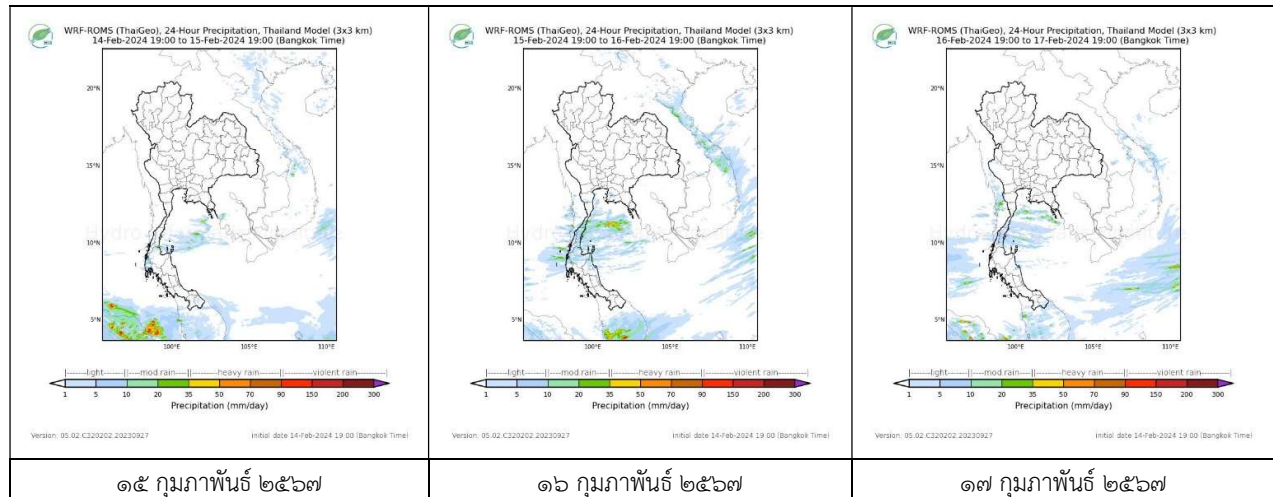 WRF-ROMS (ThaiGeo), 24-Hour Precipitation, Thailand Model (3x3 km)
14-Feb-2024 19:00 to 15-Feb-2024 19:00 (Bangkok Time)
20°N
15°N
10°N
5°N
100°E
105°E
110°E
|--------light--------||----mod rain----||--------heavy rain--------||--------violent rain--------|
1 5 10 20 35 50 70 90 150 200 300
Precipitation (mm/day)
Version: 05.02.C320202.20230927
initial date 14-Feb-2024 19:00 (Bangkok Time)
๑๕ กุมภาพันธ์ ๒๕๖๗
WRF-ROMS (ThaiGeo), 24-Hour Precipitation, Thailand Model (3x3 km)
15-Feb-2024 19:00 to 16-Feb-2024 19:00 (Bangkok Time)
20°N
15°N
10°N
5°N
100°E
105°E
110°E
|--------light--------||----mod rain----||--------heavy rain--------||--------violent rain--------|
1 5 10 20 35 50 70 90 150 200 300
Precipitation (mm/day)
Version: 05.02.C320202.20230927
initial date 14-Feb-2024 19:00 (Bangkok Time)
๑๖ กุมภาพันธ์ ๒๕๖๗
WRF-ROMS (ThaiGeo), 24-Hour Precipitation, Thailand Model (3x3 km)
16-Feb-2024 19:00 to 17-Feb-2024 19:00 (Bangkok Time)
20°N
15°N
10°N
5°N
100°E
105°E
110°E
|--------light--------||----mod rain----||--------heavy rain--------||--------violent rain--------|
1 5 10 20 35 50 70 90 150 200 300
Precipitation (mm/day)
Version: 05.02.C320202.20230927
initial date 14-Feb-2024 19:00 (Bangkok Time)
๑๗ กุมภาพันธ์ ๒๕๖๗